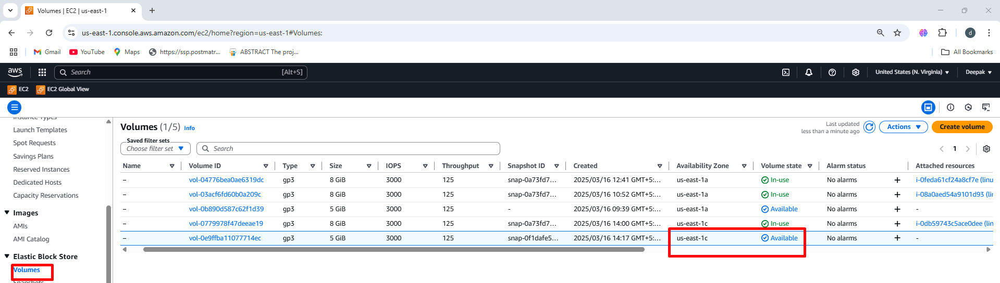 Volumes | EC2 | us-east-1
us-east-1.console.aws.amazon.com/ec2/home?region=us-east-1#Volumes:
d
Gmail YouTube Maps https://ssp.postmatr... ABSTRACT The proj... All Bookmarks
aws Search [Alt+S] United States (N. Virginia) Deepak
EC2 EC2 Global View
Instance Types
Launch Templates
Spot Requests
Savings Plans
Reserved Instances
Dedicated Hosts
Capacity Reservations
Images
AMIs
AMI Catalog
Elastic Block Store
Volumes
Snapshots
Volumes (1/5) Info
Last updated
less than a minute ago
Actions Create volume
Saved filter sets
Choose filter set Search 1
Name Volume ID Type Size IOPS Throughput Snapshot ID Created Availability Zone Volume state Alarm status Attached resources
– vol-04776bea0ae6319dc gp3 8 GiB 3000 125 snap-0a73fd7... 2025/03/16 12:41 GMT+5:... us-east-1a In-use No alarms + i-0feda61cf24a8cf7e (linu
– vol-03acf6fd60b0a209c gp3 8 GiB 3000 125 snap-0a73fd7... 2025/03/16 10:52 GMT+5:... us-east-1a In-use No alarms + i-08a0aed54a9101d93 (lir
– vol-0b890d587c62f1d39 gp3 5 GiB 3000 125 - 2025/03/16 09:39 GMT+5:... us-east-1a Available No alarms + -
– vol-0779978f47deeae19 gp3 8 GiB 3000 125 snap-0a73fd7... 2025/03/16 14:00 GMT+5:... us-east-1c In-use No alarms + i-0db59743c5ace0dee (lin
– vol-0e9ffba11077714ec gp3 5 GiB 3000 125 snap-0f1dafe5... 2025/03/16 14:17 GMT+5:... us-east-1c Available No alarms + -